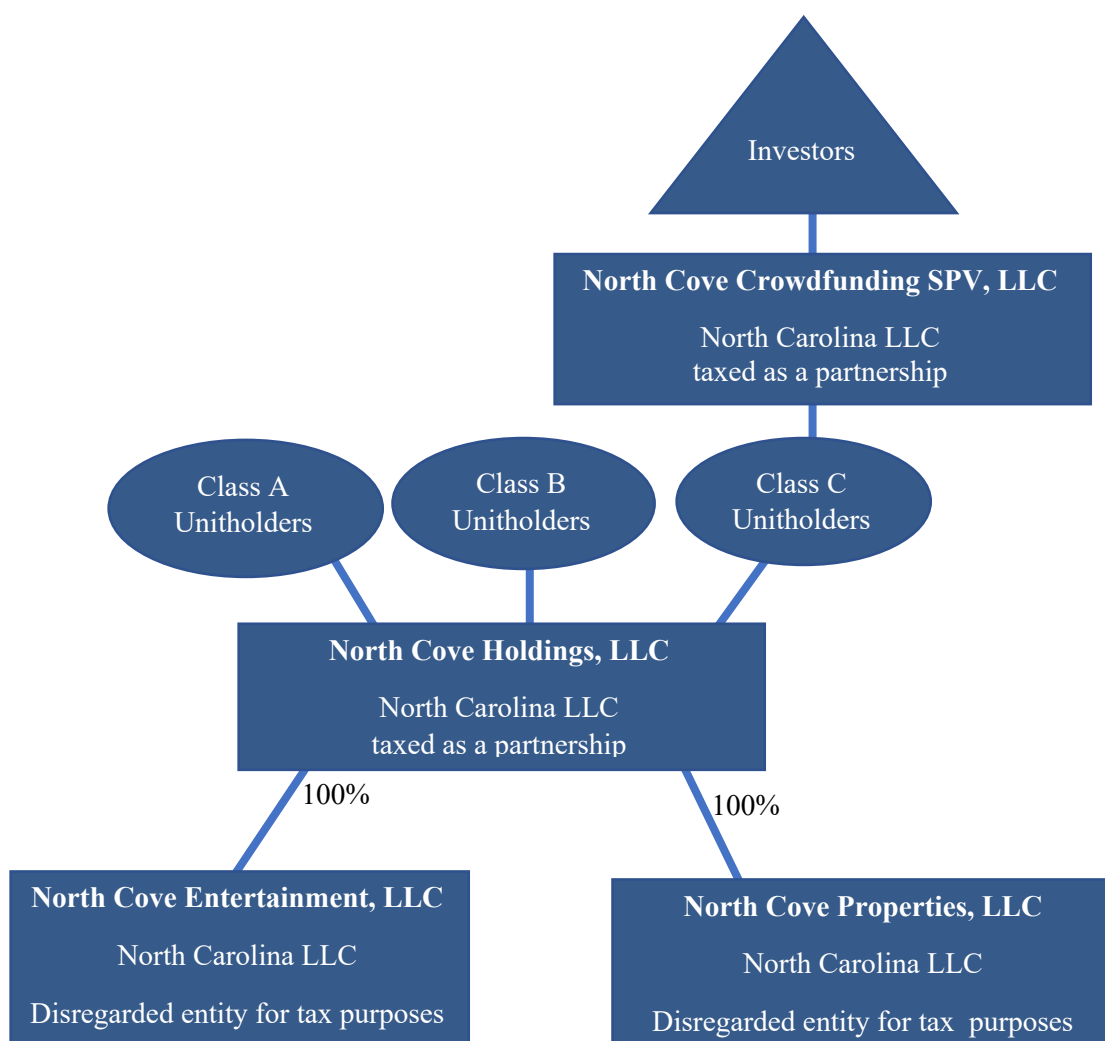 Investors
North Cove Crowdfunding SPV, LLC
North Carolina LLC
taxed as a partnership
Class A
Unitholders
Class B
Unitholders
Class C
Unitholders
North Cove Holdings, LLC
North Carolina LLC
taxed as a partnership
100%
100%
North Cove Entertainment, LLC
North Carolina LLC
Disregarded entity for tax purposes
North Cove Properties, LLC
North Carolina LLC
Disregarded entity for tax purposes